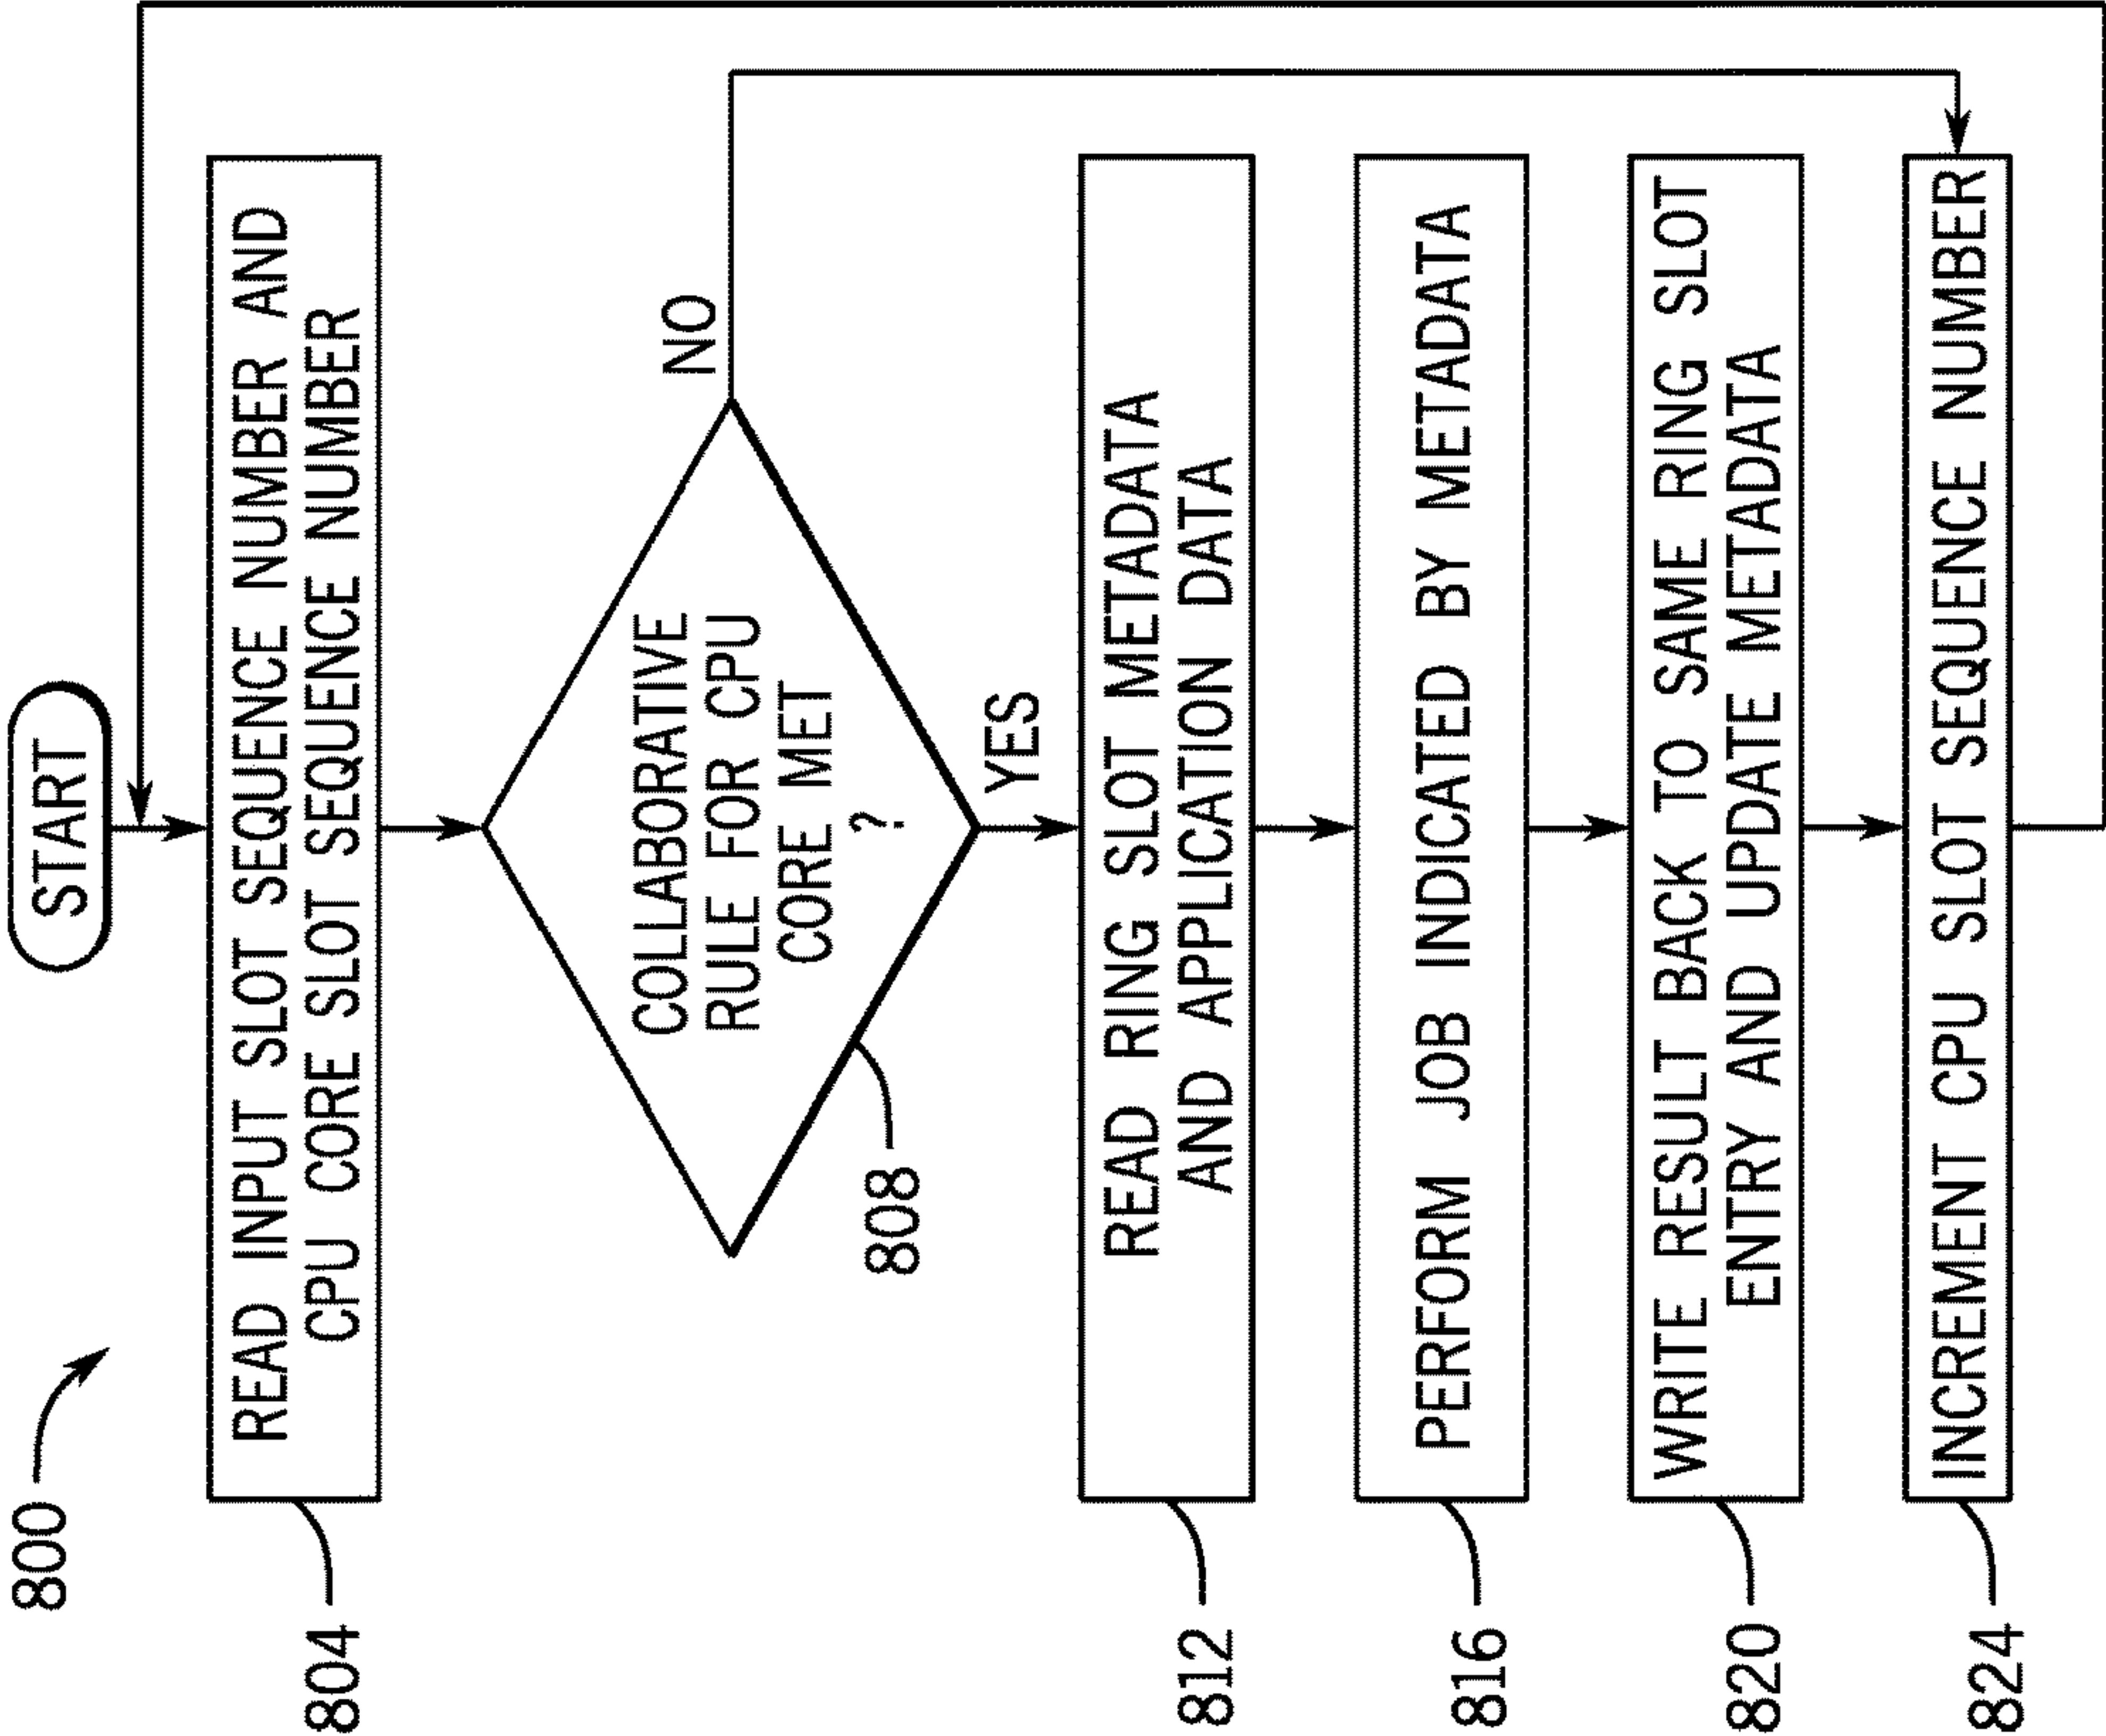 800
START
READ INPUT SLOT SEQUENCE NUMBER AND
CPU CORE SLOT SEQUENCE NUMBER
804
COLLABORATIVE
RULE FOR CPU
CORE MET
?
NO
808
YES
READ RING SLOT METADATA
AND APPLICATION DATA
812
PERFORM JOB INDICATED BY METADATA
816
WRITE RESULT BACK TO SAME RING SLOT
ENTRY AND UPDATE METADATA
820
INCREMENT CPU SLOT SEQUENCE NUMBER
824